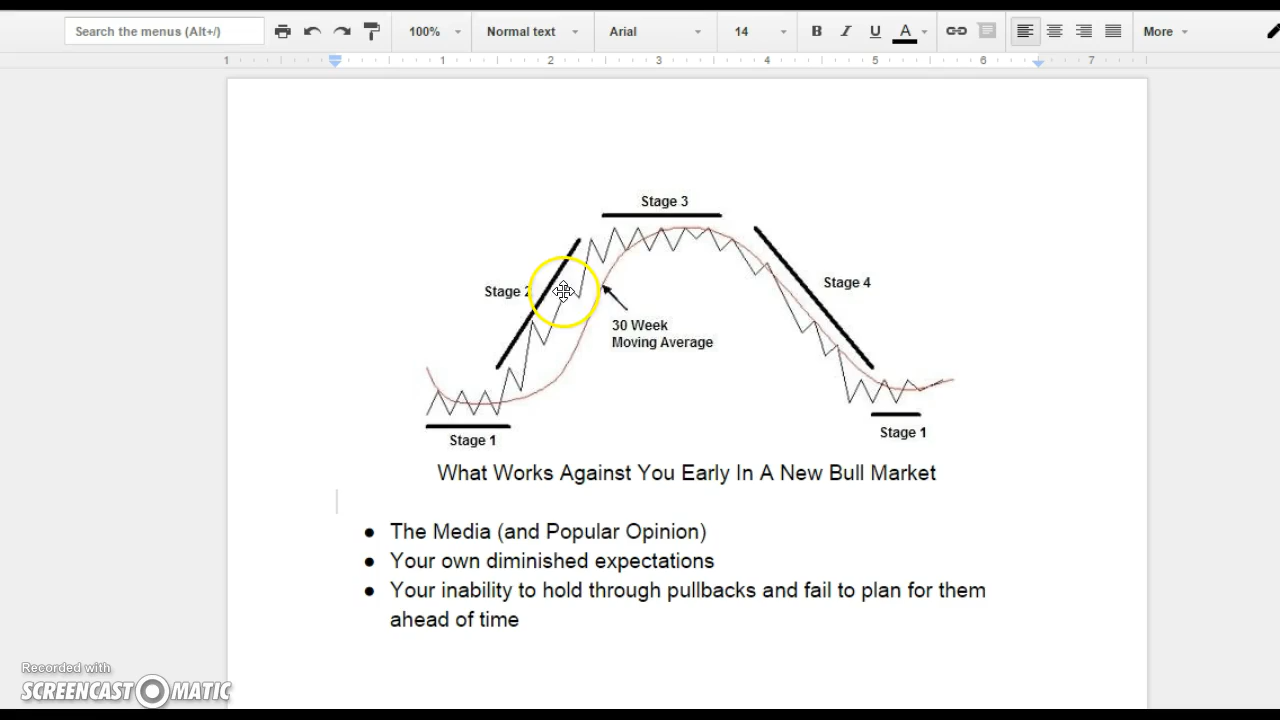 Search the menus (Alt+/)
100%
Normal text
Arial
14
B I U A
More
1 1 2 3 4 5 6 7
Stage 3
Stage 2
Stage 4
30 Week
Moving Average
Stage 1
Stage 1
What Works Against You Early In A New Bull Market
● The Media (and Popular Opinion)
● Your own diminished expectations
● Your inability to hold through pullbacks and fail to plan for them
ahead of time
Recorded with
SCREENCAST-O-MATIC